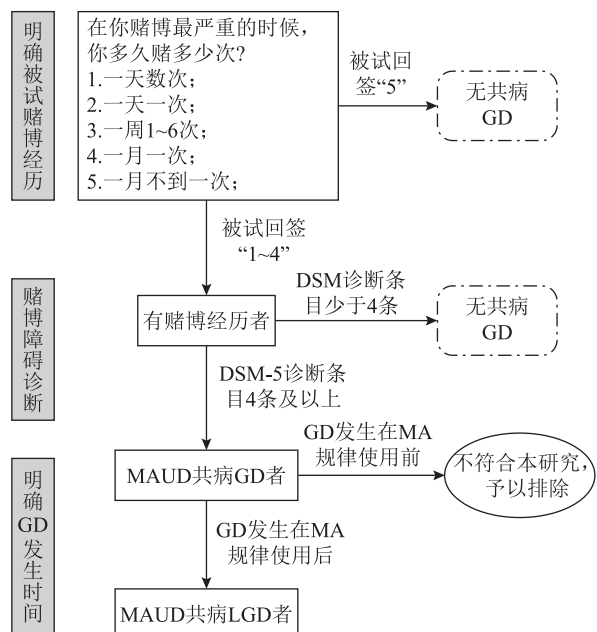 明确被试赌博经历
在你赌博最严重的时候，
你多久赌多少次?
1.一天数次；
2.一天一次；
3.一周1~6次；
4.一月一次；
5.一月不到一次；
被试回
签“5”
无共病
GD
被试回签
“1~4”
赌博障碍诊断
有赌博经历者
DSM诊断条
目少于4条
无共病
GD
DSM-5诊断条
目4条及以上
明确GD发生时间
MAUD共病GD者
GD发生在MA
规律使用前
不符合本研究，
予以排除
GD发生在MA
规律使用后
MAUD共病LGD者